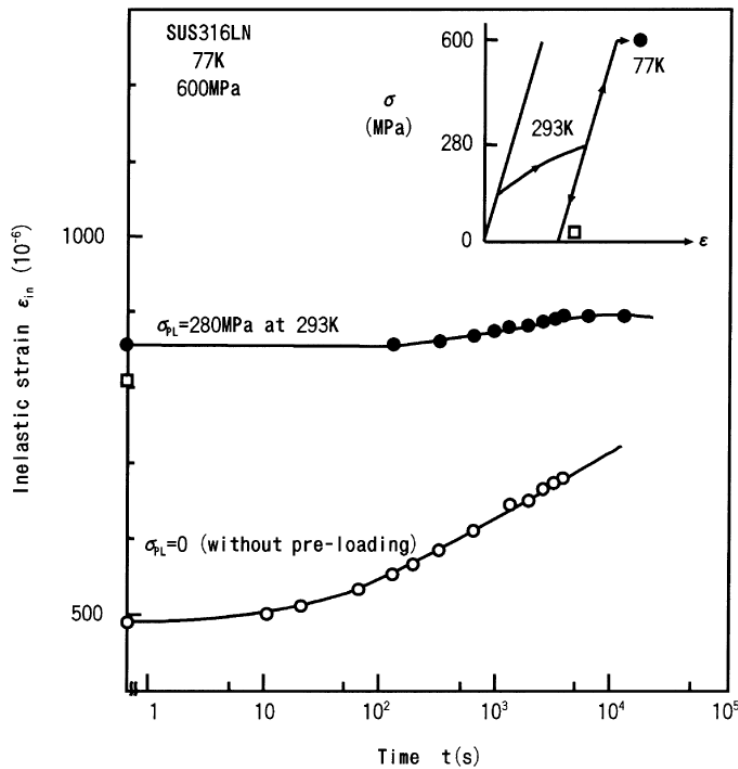 SUS316LN
77K
600MPa
600
σ
(MPa)
280
0
293K
77K
ε
1000
500
Inelastic strain ε_in (10⁻⁶)
σ_PL=280MPa at 293K
σ_PL=0 (without pre-loading)
1 10 10² 10³ 10⁴ 10⁵
Time t(s)